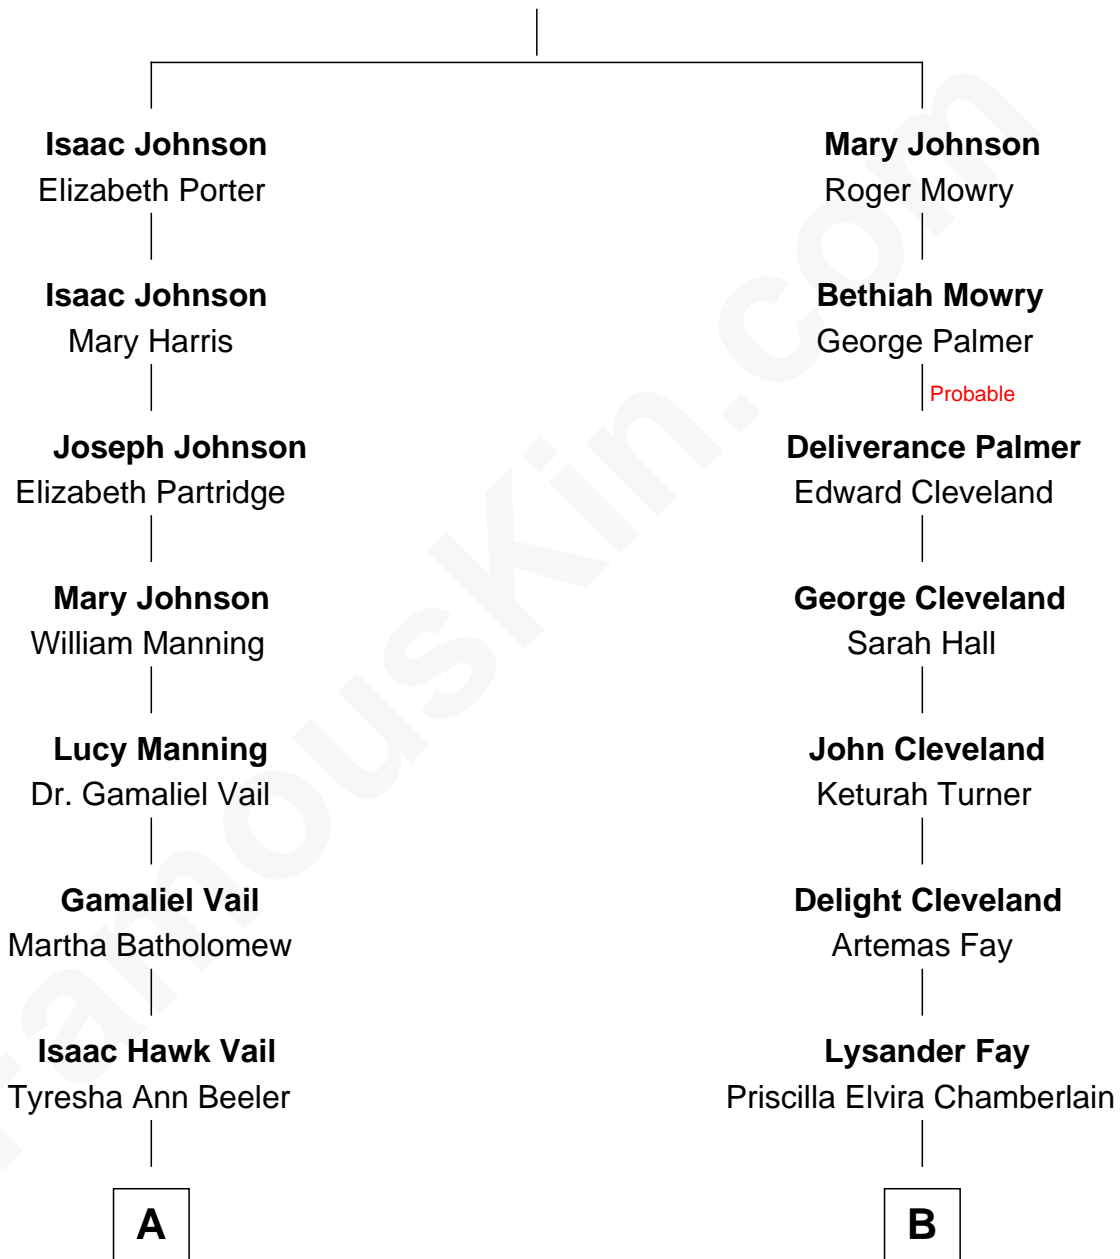 Isaac Johnson
Elizabeth Porter
Isaac Johnson
Mary Harris
Joseph Johnson
Elizabeth Partridge
Mary Johnson
William Manning
Lucy Manning
Dr. Gamaliel Vail
Gamaliel Vail
Martha Batholomew
Isaac Hawk Vail
Tyresha Ann Beeler
A
Mary Johnson
Roger Mowry
Bethiah Mowry
George Palmer
Probable
Deliverance Palmer
Edward Cleveland
George Cleveland
Sarah Hall
John Cleveland
Keturah Turner
Delight Cleveland
Artemas Fay
Lysander Fay
Priscilla Elvira Chamberlain
B
FamousKin.com